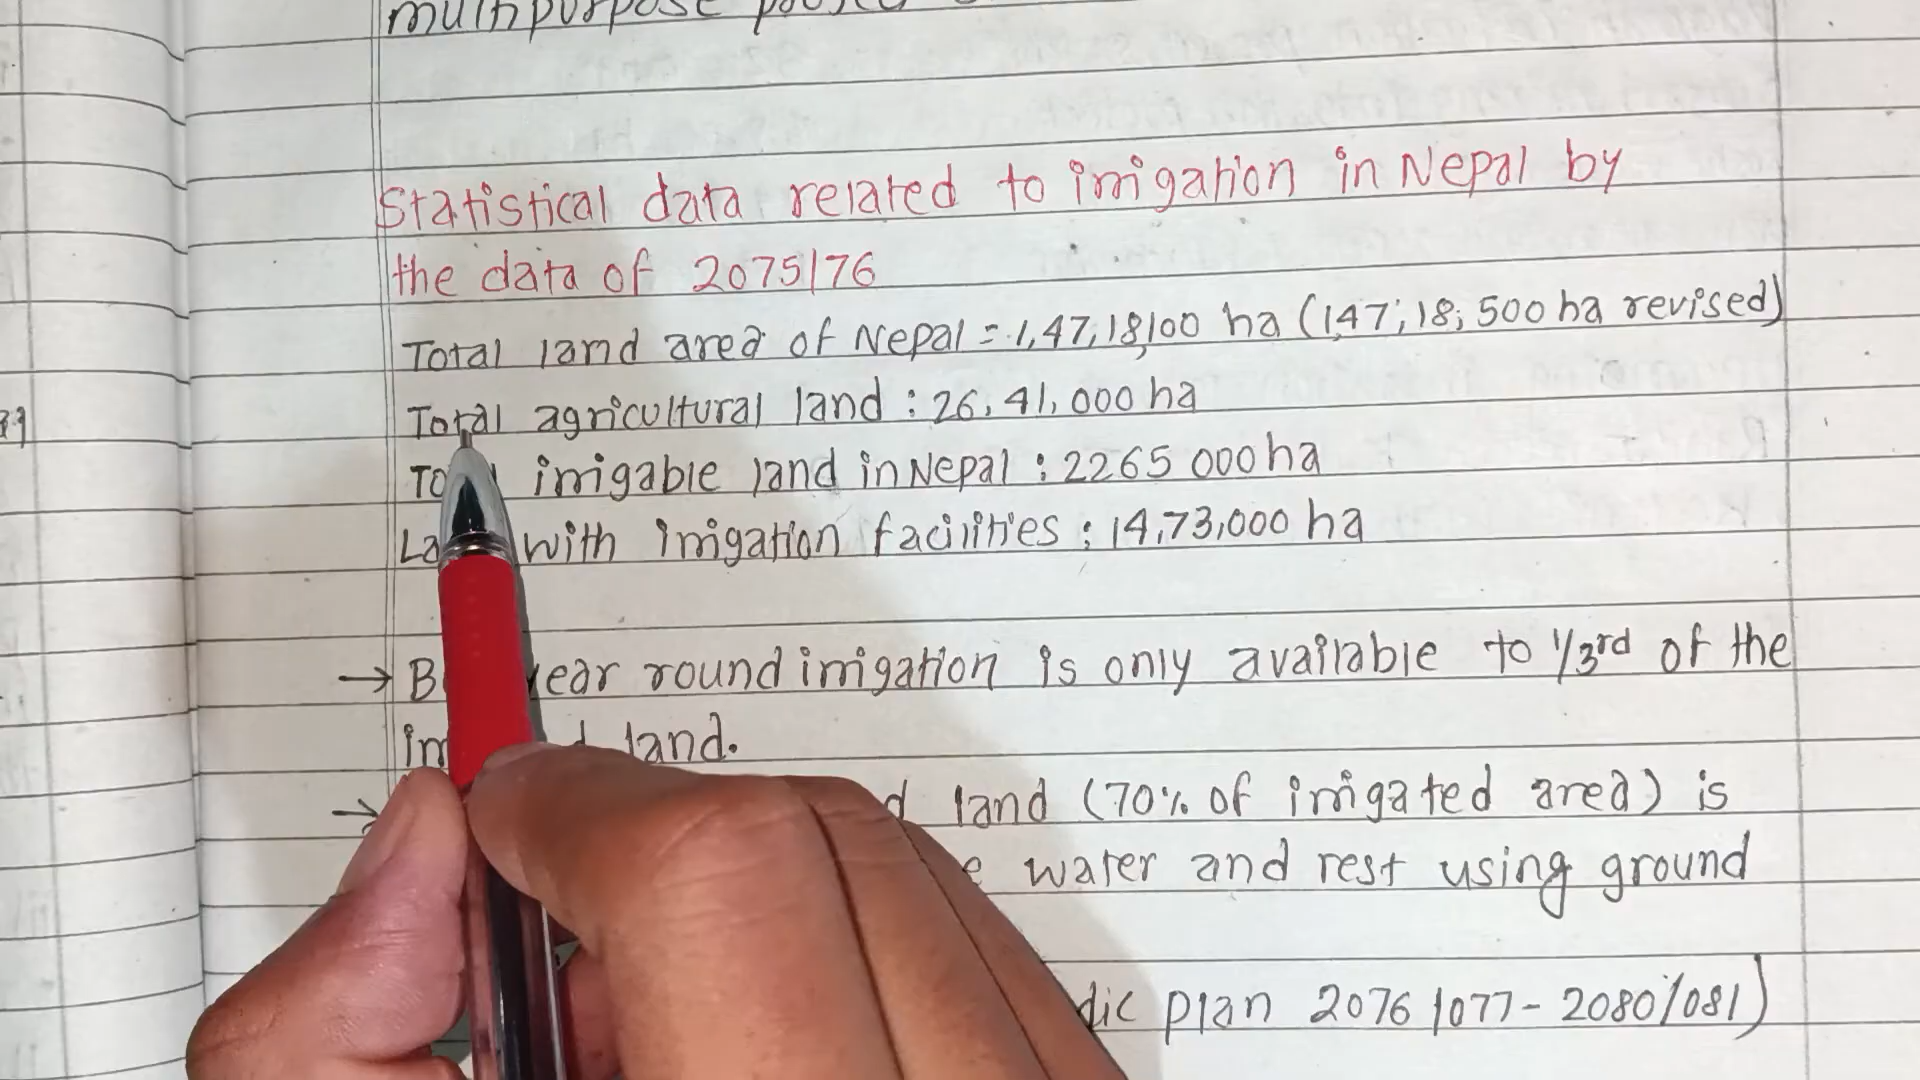 multipurpose
Statistical data related to irrigation in Nepal by
the data of 2075/76
Total land area of Nepal = 1,47,18,100 ha (1,47,18,500 ha revised)
Total agricultural land : 26,41,000 ha
irrigable land in Nepal : 2265 000 ha
with irrigation facilities : 14,73,000 ha
→ year round irrigation is only available to 1/3rd of the
land.
→ land (70% of irrigated area) is
water and rest using ground
plan 2076/077-2080/081)